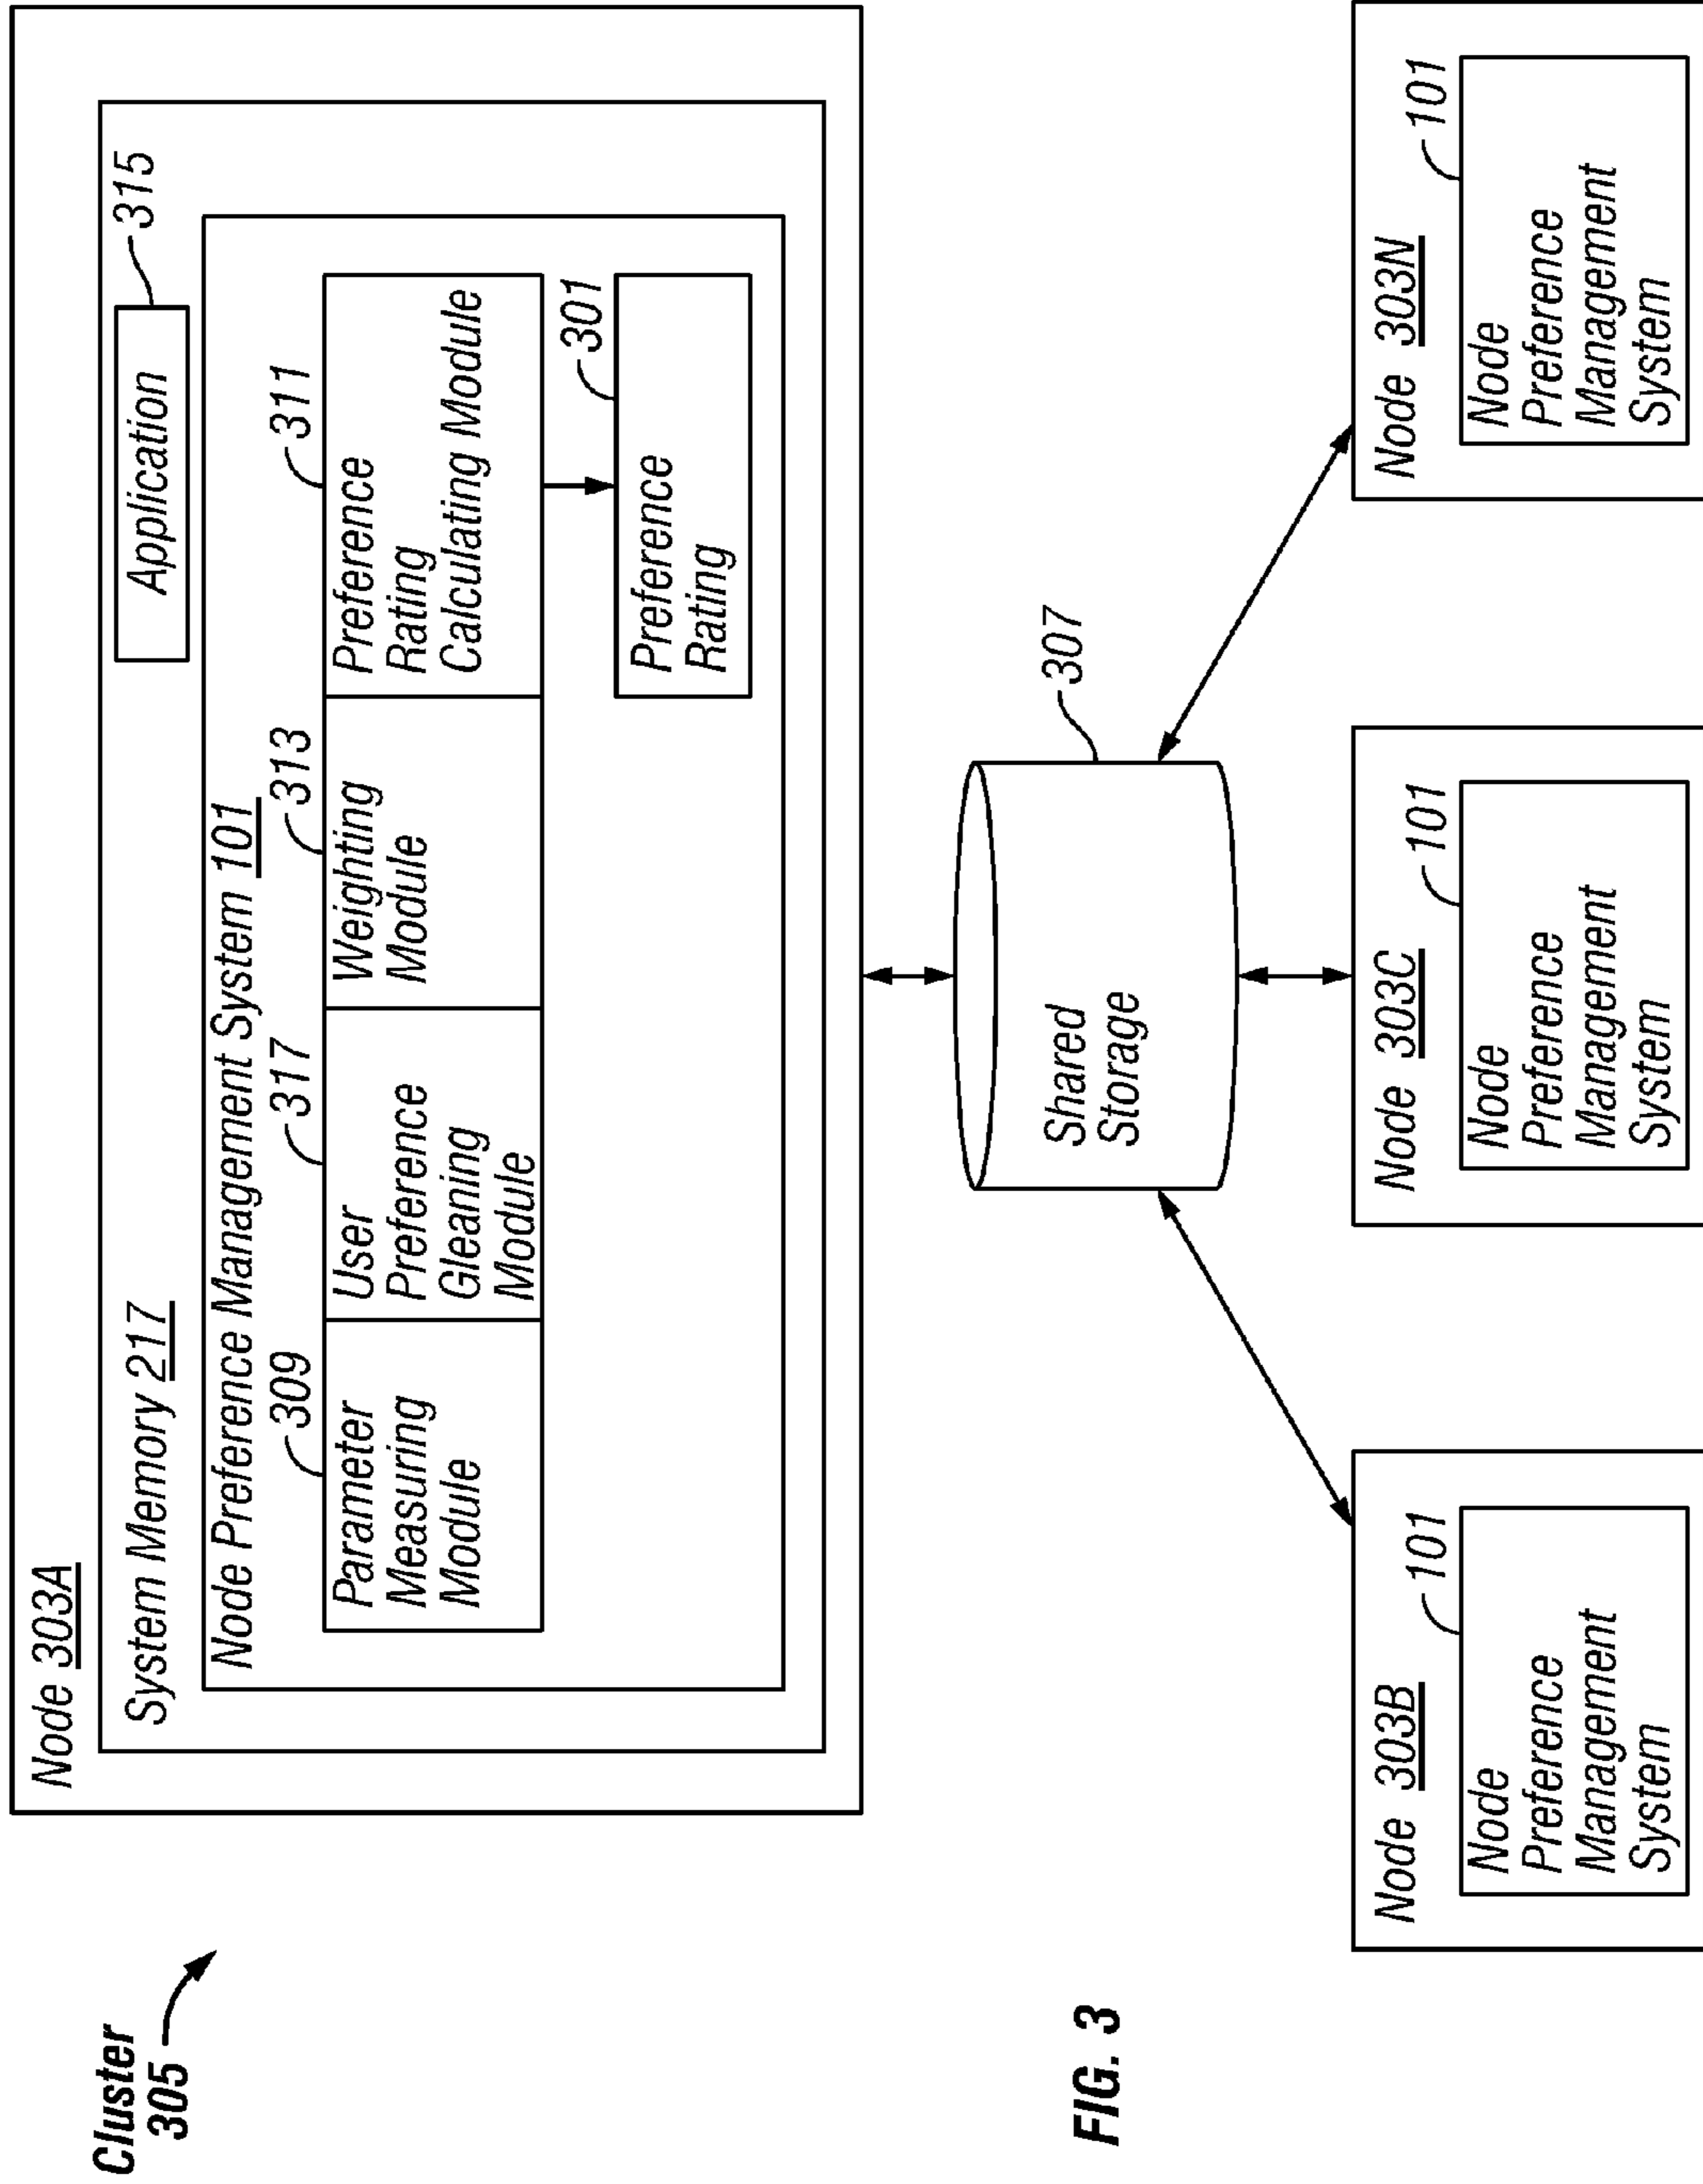 Cluster
305
Node 303A
System Memory 217
Application
315
Node Preference Management System 101
309
317
313
311
Parameter
Measuring
Module
User
Preference
Gleaning
Module
Weighting
Module
Preference
Rating
Calculating Module
301
Preference
Rating
Shared
Storage
307
Node 303B
101
Node
Preference
Management
System
Node 303C
101
Node
Preference
Management
System
Node 303N
101
Node
Preference
Management
System
FIG. 3